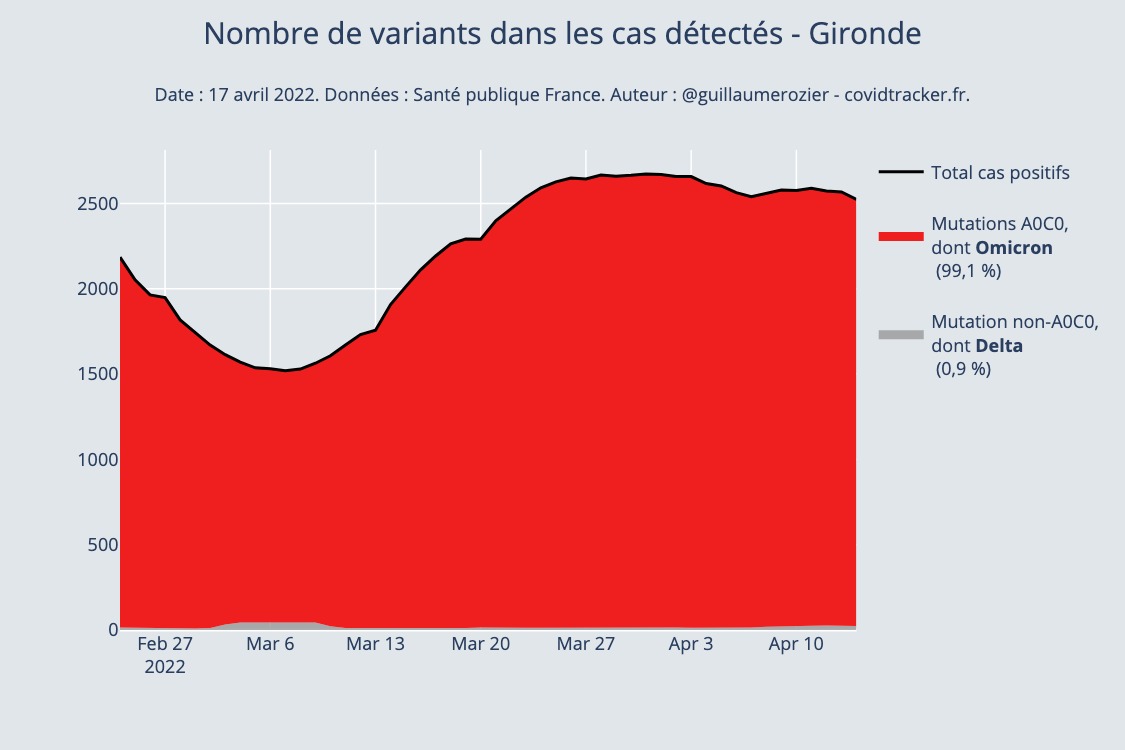 Nombre de variants dans les cas détectés - Gironde
Date : 17 avril 2022. Données : Santé publique France. Auteur : @guillaumerozier - covidtracker.fr.
Total cas positifs
Mutations A0C0,
dont Omicron
(99,1 %)
Mutation non-A0C0,
dont Delta
(0,9 %)
2500
2000
1500
1000
500
0
Feb 27 Mar 6 Mar 13 Mar 20 Mar 27 Apr 3 Apr 10
2022